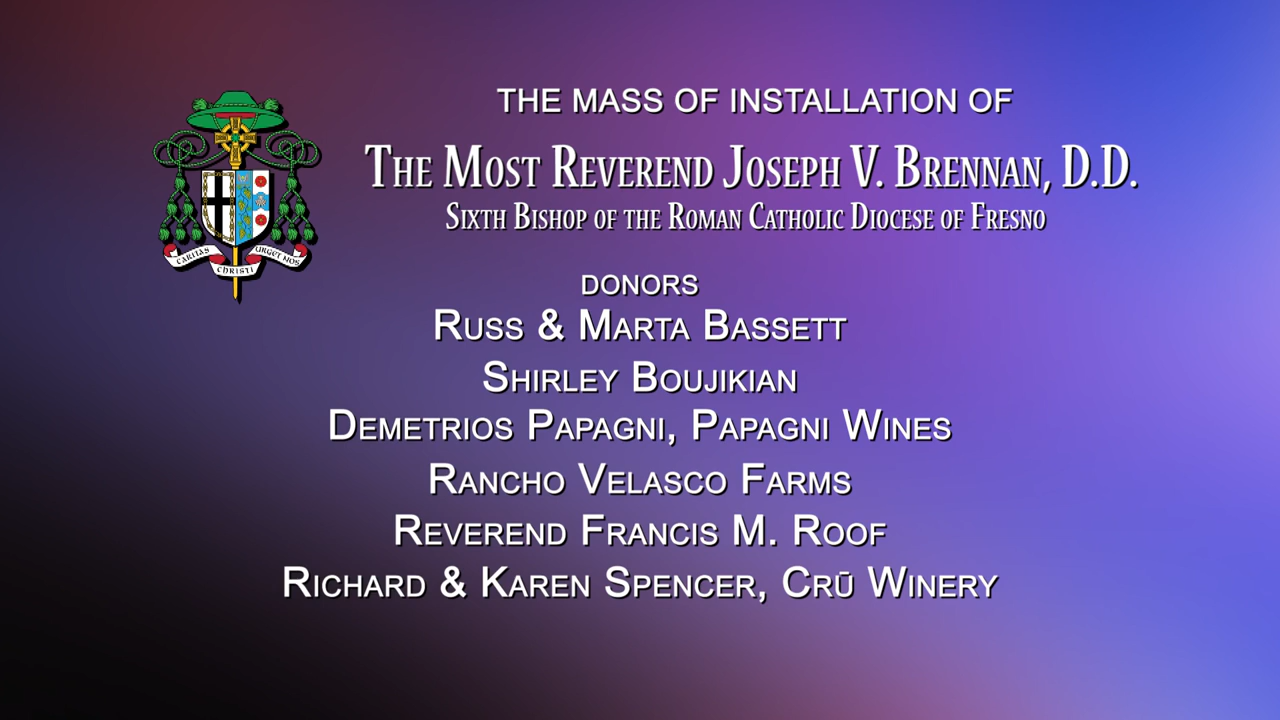 THE MASS OF INSTALLATION OF
THE MOST REVEREND JOSEPH V. BRENNAN, D.D.
SIXTH BISHOP OF THE ROMAN CATHOLIC DIOCESE OF FRESNO
CARITAS CHRISTI URGET NOS
DONORS
RUSS & MARTA BASSETT
SHIRLEY BOUJIKIAN
DEMETRIOS PAPAGNI, PAPAGNI WINES
RANCHO VELASCO FARMS
REVEREND FRANCIS M. ROOF
RICHARD & KAREN SPENCER, CRŪ WINERY